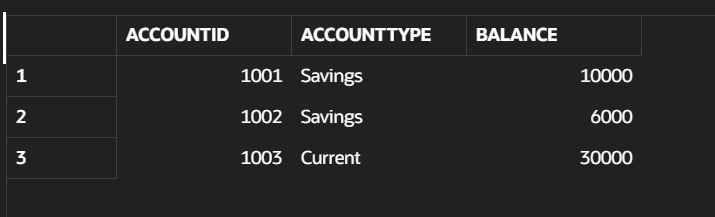 ACCOUNTID ACCOUNTTYPE BALANCE
1 1001 Savings 10000
2 1002 Savings 6000
3 1003 Current 30000